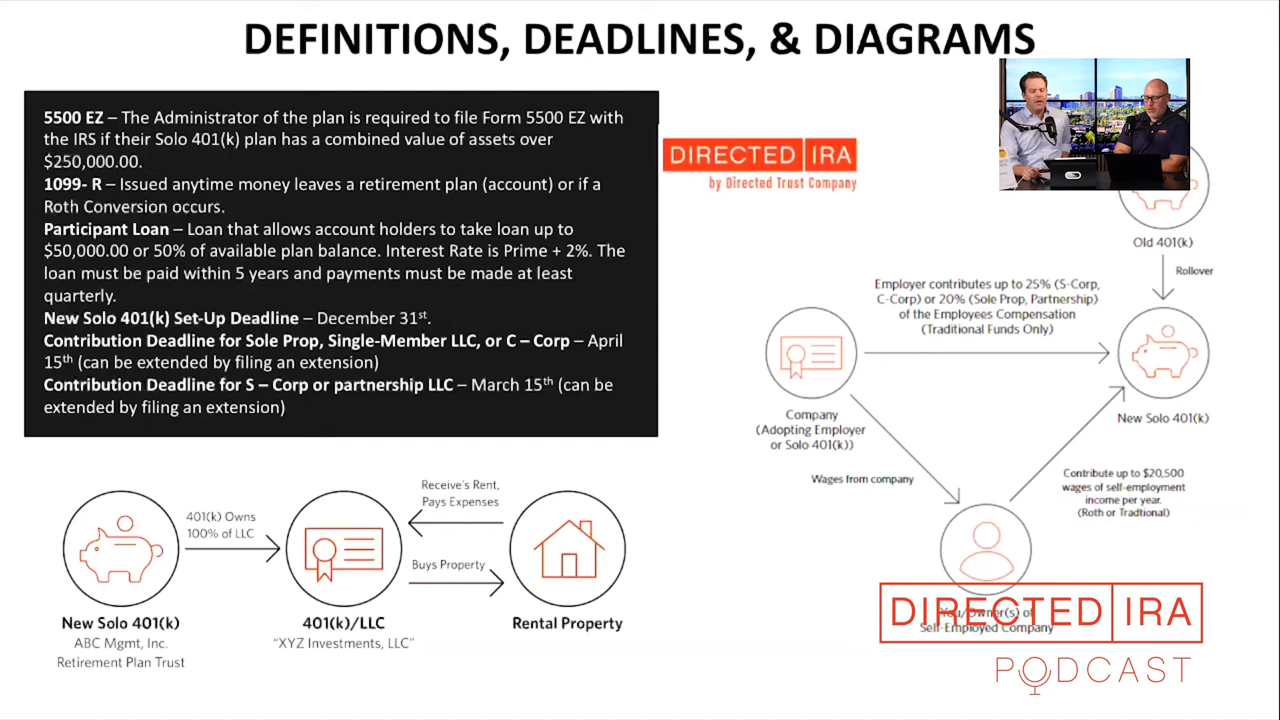 DEFINITIONS, DEADLINES, & DIAGRAMS
5500 EZ – The Administrator of the plan is required to file Form 5500 EZ with
the IRS if their Solo 401(k) plan has a combined value of assets over
$250,000.00.
1099- R – Issued anytime money leaves a retirement plan (account) or if a
Roth Conversion occurs.
Participant Loan – Loan that allows account holders to take loan up to
$50,000.00 or 50% of available plan balance. Interest Rate is Prime + 2%. The
loan must be paid within 5 years and payments must be made at least
quarterly.
New Solo 401(k) Set-Up Deadline – December 31st.
Contribution Deadline for Sole Prop, Single-Member LLC, or C – Corp – April
15th (can be extended by filing an extension)
Contribution Deadline for S – Corp or partnership LLC – March 15th (can be
extended by filing an extension)
DIRECTED IRA
by Directed Trust Company
Old 401(k)
Rollover
Employer contributes up to 25% (S-Corp,
C-Corp) or 20% (Sole Prop, Partnership)
of the Employees Compensation
(Traditional Funds Only)
Company
(Adopting Employer
or Solo 401(k))
New Solo 401(k)
Wages from company
Contribute up to $20,500
wages of self-employment
income per year.
(Roth or Tradtional)
You/Owner(s) of
Self-Employed Company
401(k) Owns
100% of LLC
Receive's Rent,
Pays Expenses
Buys Property
New Solo 401(k)
ABC Mgmt, Inc.
Retirement Plan Trust
401(k)/LLC
“XYZ Investments, LLC”
Rental Property
DIRECTED IRA
PODCAST